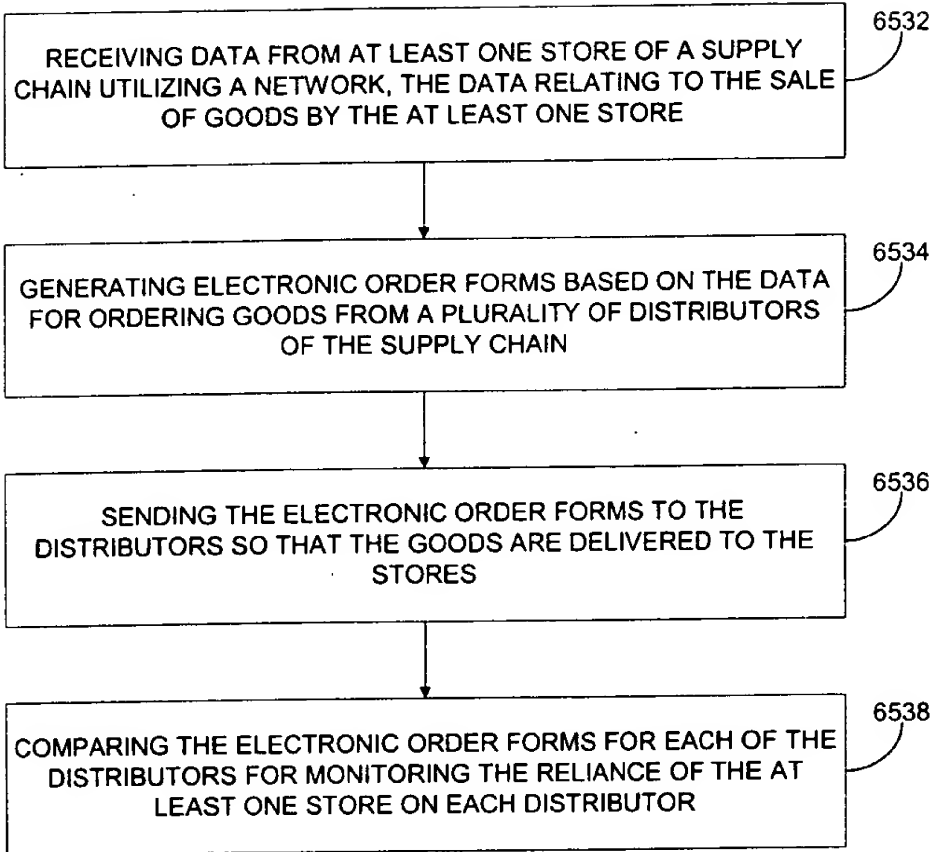 6532
RECEIVING DATA FROM AT LEAST ONE STORE OF A SUPPLY
CHAIN UTILIZING A NETWORK, THE DATA RELATING TO THE SALE
OF GOODS BY THE AT LEAST ONE STORE
6534
GENERATING ELECTRONIC ORDER FORMS BASED ON THE DATA
FOR ORDERING GOODS FROM A PLURALITY OF DISTRIBUTORS
OF THE SUPPLY CHAIN
6536
SENDING THE ELECTRONIC ORDER FORMS TO THE
DISTRIBUTORS SO THAT THE GOODS ARE DELIVERED TO THE
STORES
6538
COMPARING THE ELECTRONIC ORDER FORMS FOR EACH OF THE
DISTRIBUTORS FOR MONITORING THE RELIANCE OF THE AT
LEAST ONE STORE ON EACH DISTRIBUTOR